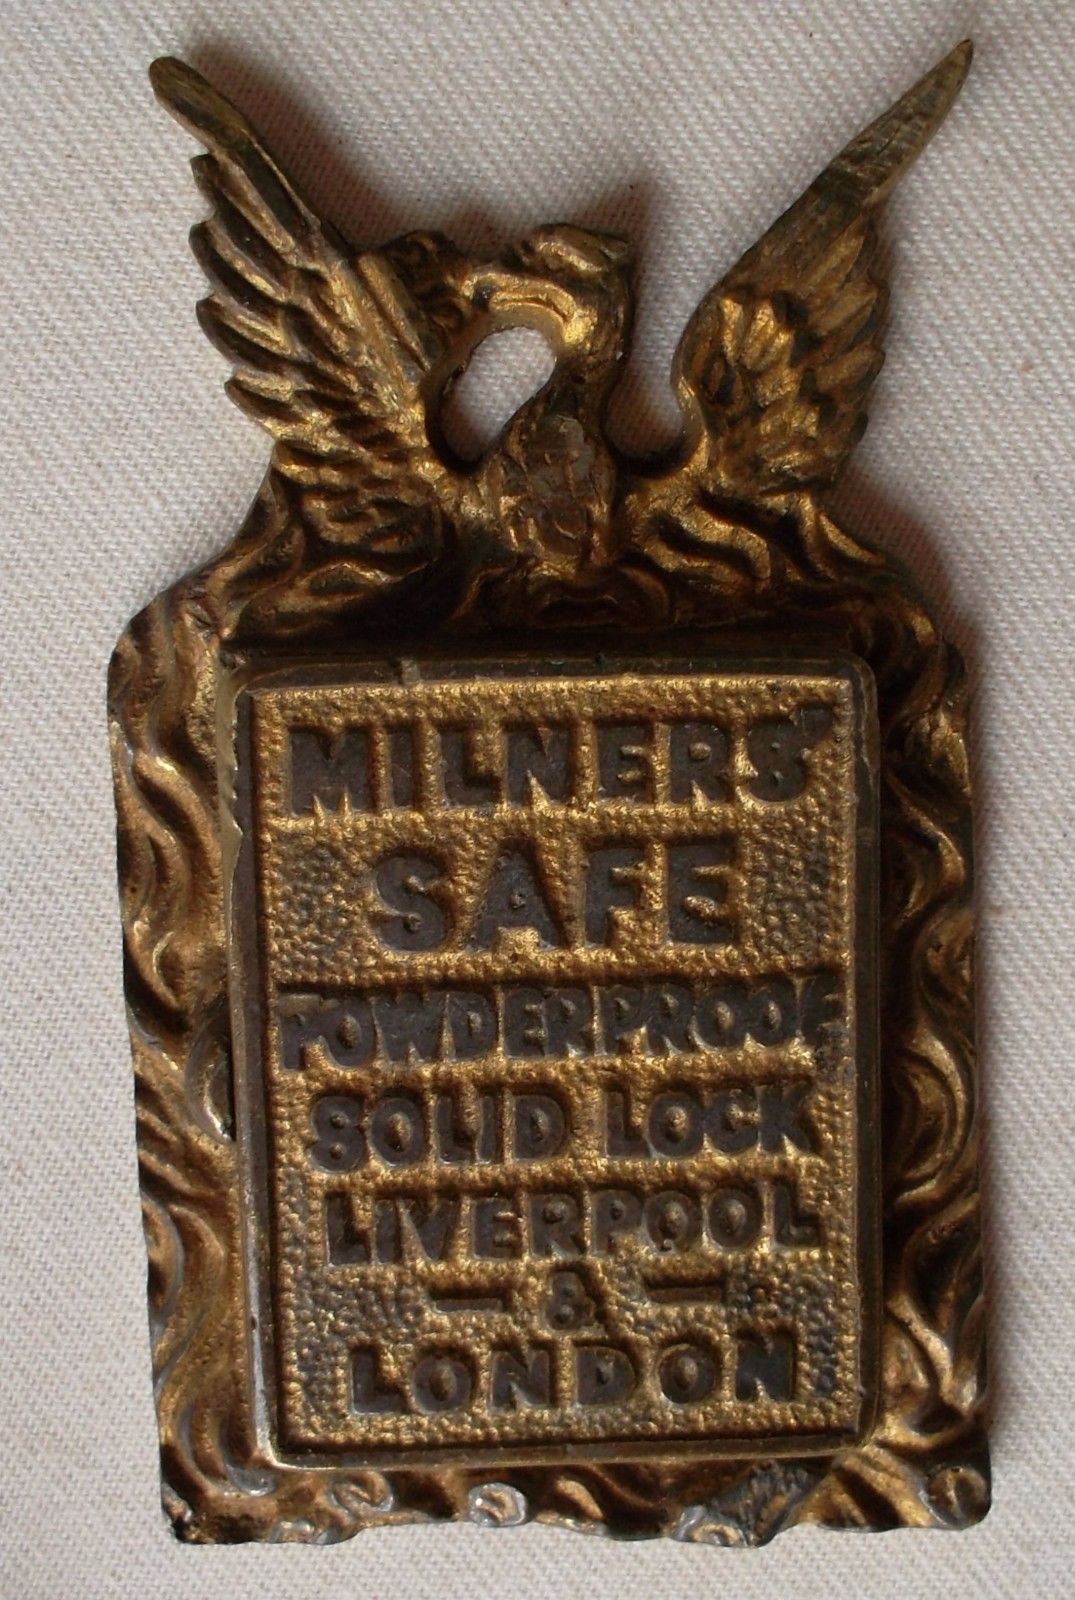 MILNERS'
SAFE
POWDERPROOF
SOLID LOCK
LIVERPOOL
— & —
LONDON